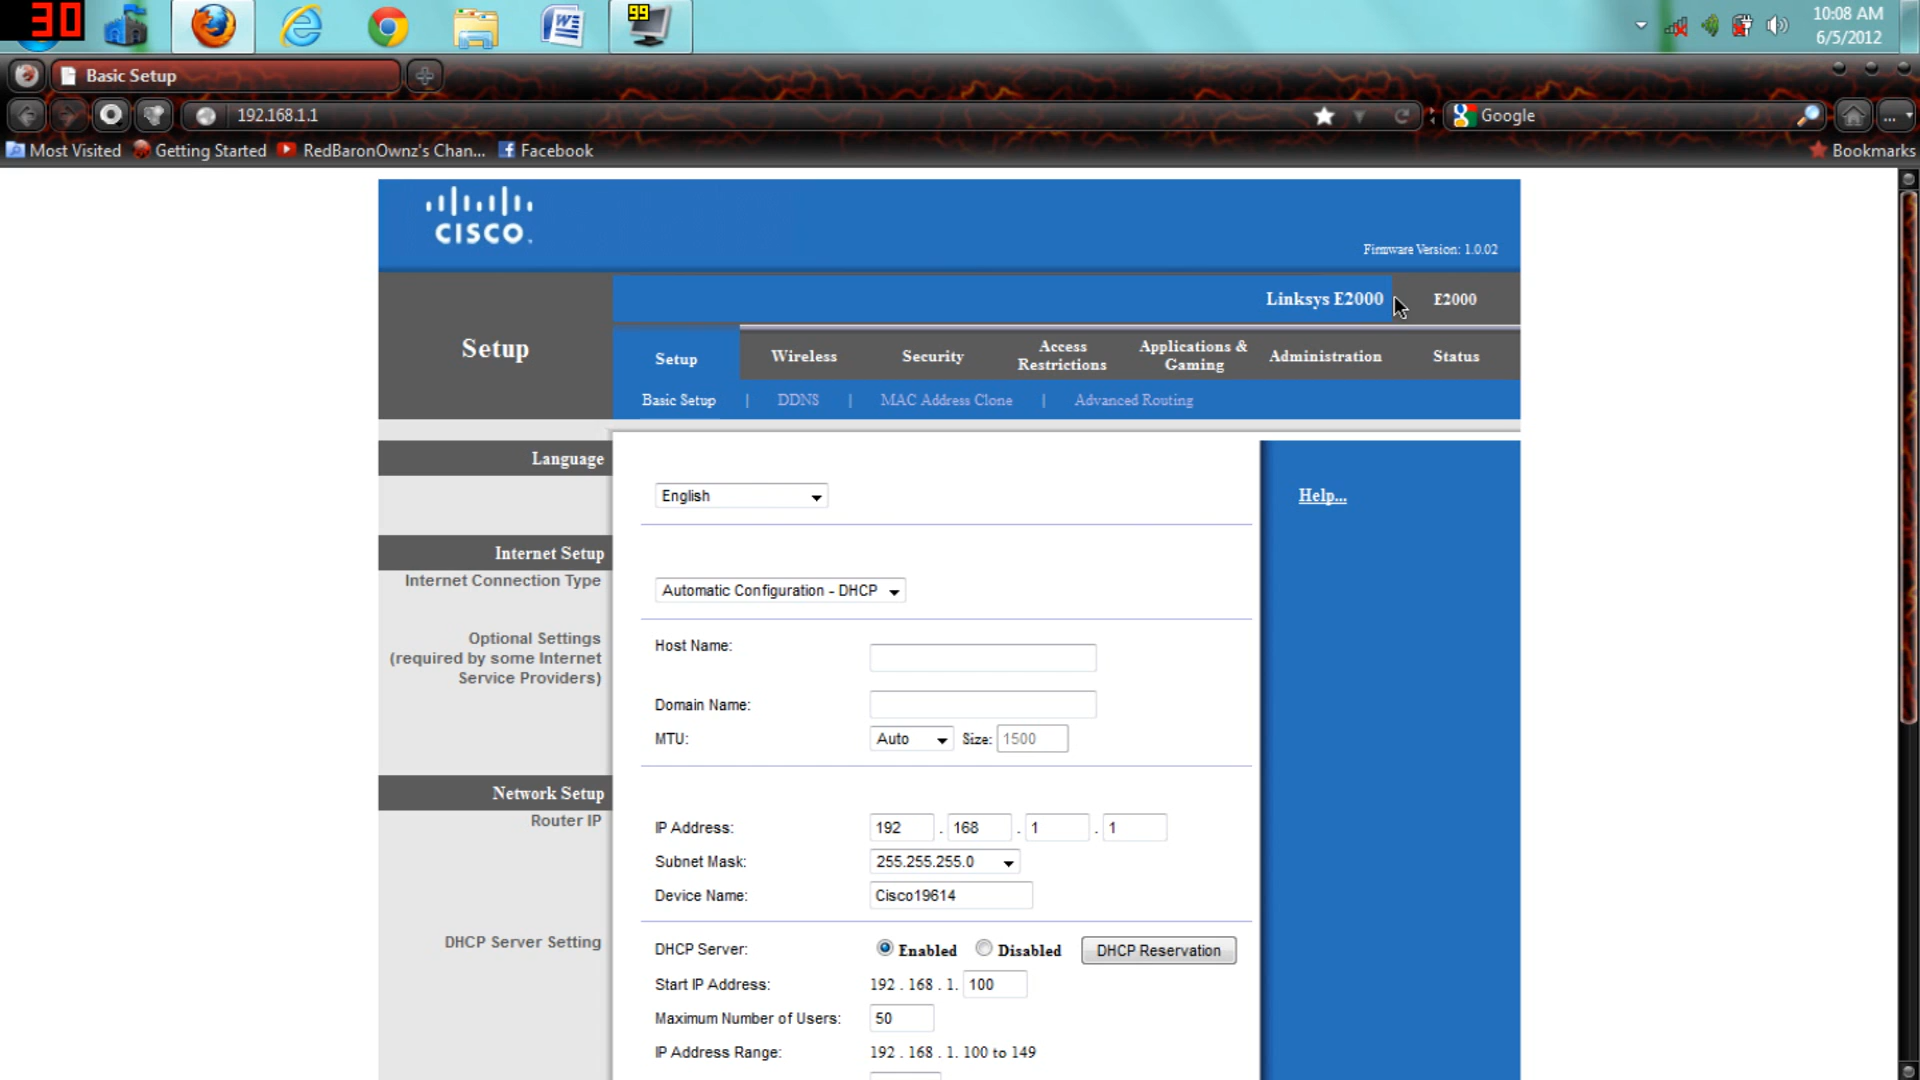 30
99
10:08 AM
6/5/2012
Basic Setup
192.168.1.1
Google
Most Visited Getting Started RedBaronOwnz's Chan... Facebook
Bookmarks
CISCO
Firmware Version: 1.0.02
Linksys E2000 E2000
Setup
Setup Wireless Security Access Restrictions Applications & Gaming Administration Status
Basic Setup | DDNS | MAC Address Clone | Advanced Routing
Language
English
Help...
Internet Setup
Internet Connection Type
Automatic Configuration - DHCP
Optional Settings
(required by some Internet
Service Providers)
Host Name:
Domain Name:
MTU: Auto Size: 1500
Network Setup
Router IP
IP Address: 192 . 168 . 1 . 1
Subnet Mask: 255.255.255.0
Device Name: Cisco19614
DHCP Server Setting
DHCP Server: Enabled Disabled DHCP Reservation
Start IP Address: 192 . 168 . 1. 100
Maximum Number of Users: 50
IP Address Range: 192 . 168 . 1. 100 to 149